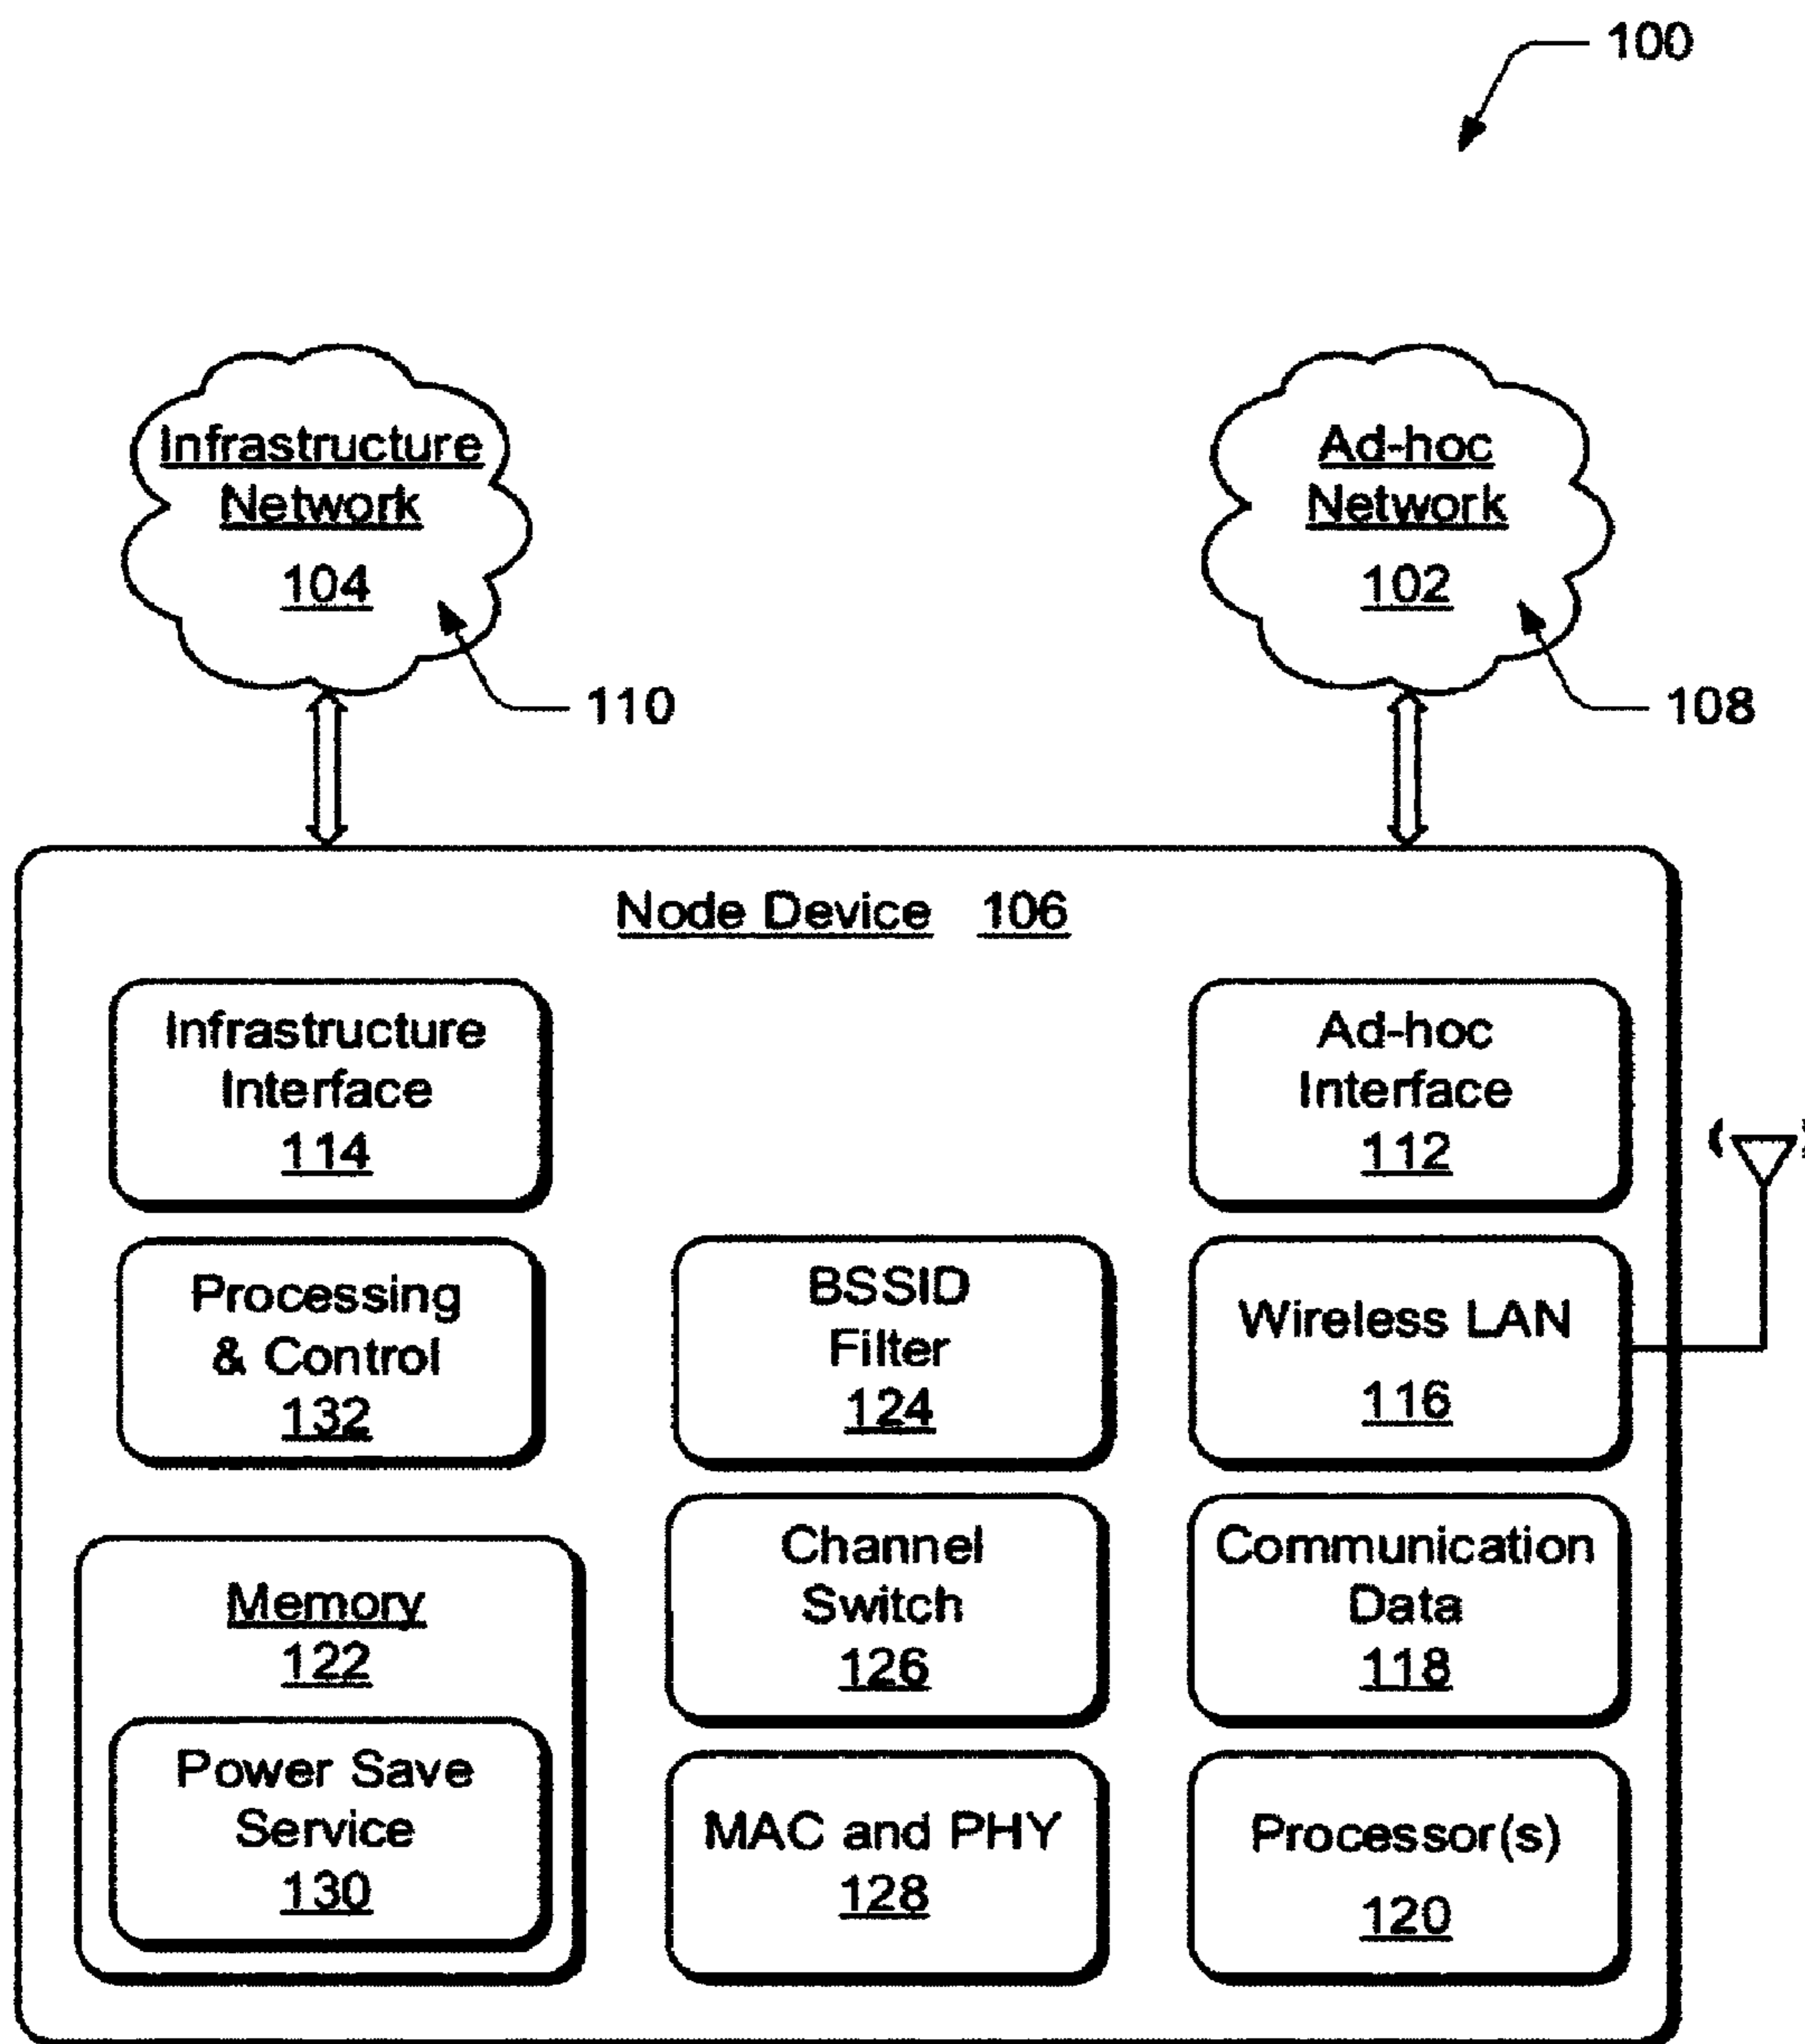 100
Infrastructure
Network
104
110
Ad-hoc
Network
102
108
Node Device 106
Infrastructure
Interface
114
Ad-hoc
Interface
112
Processing
& Control
132
BSSID
Filter
124
Wireless LAN
116
Memory
122
Power Save
Service
130
Channel
Switch
126
Communication
Data
118
MAC and PHY
128
Processor(s)
120